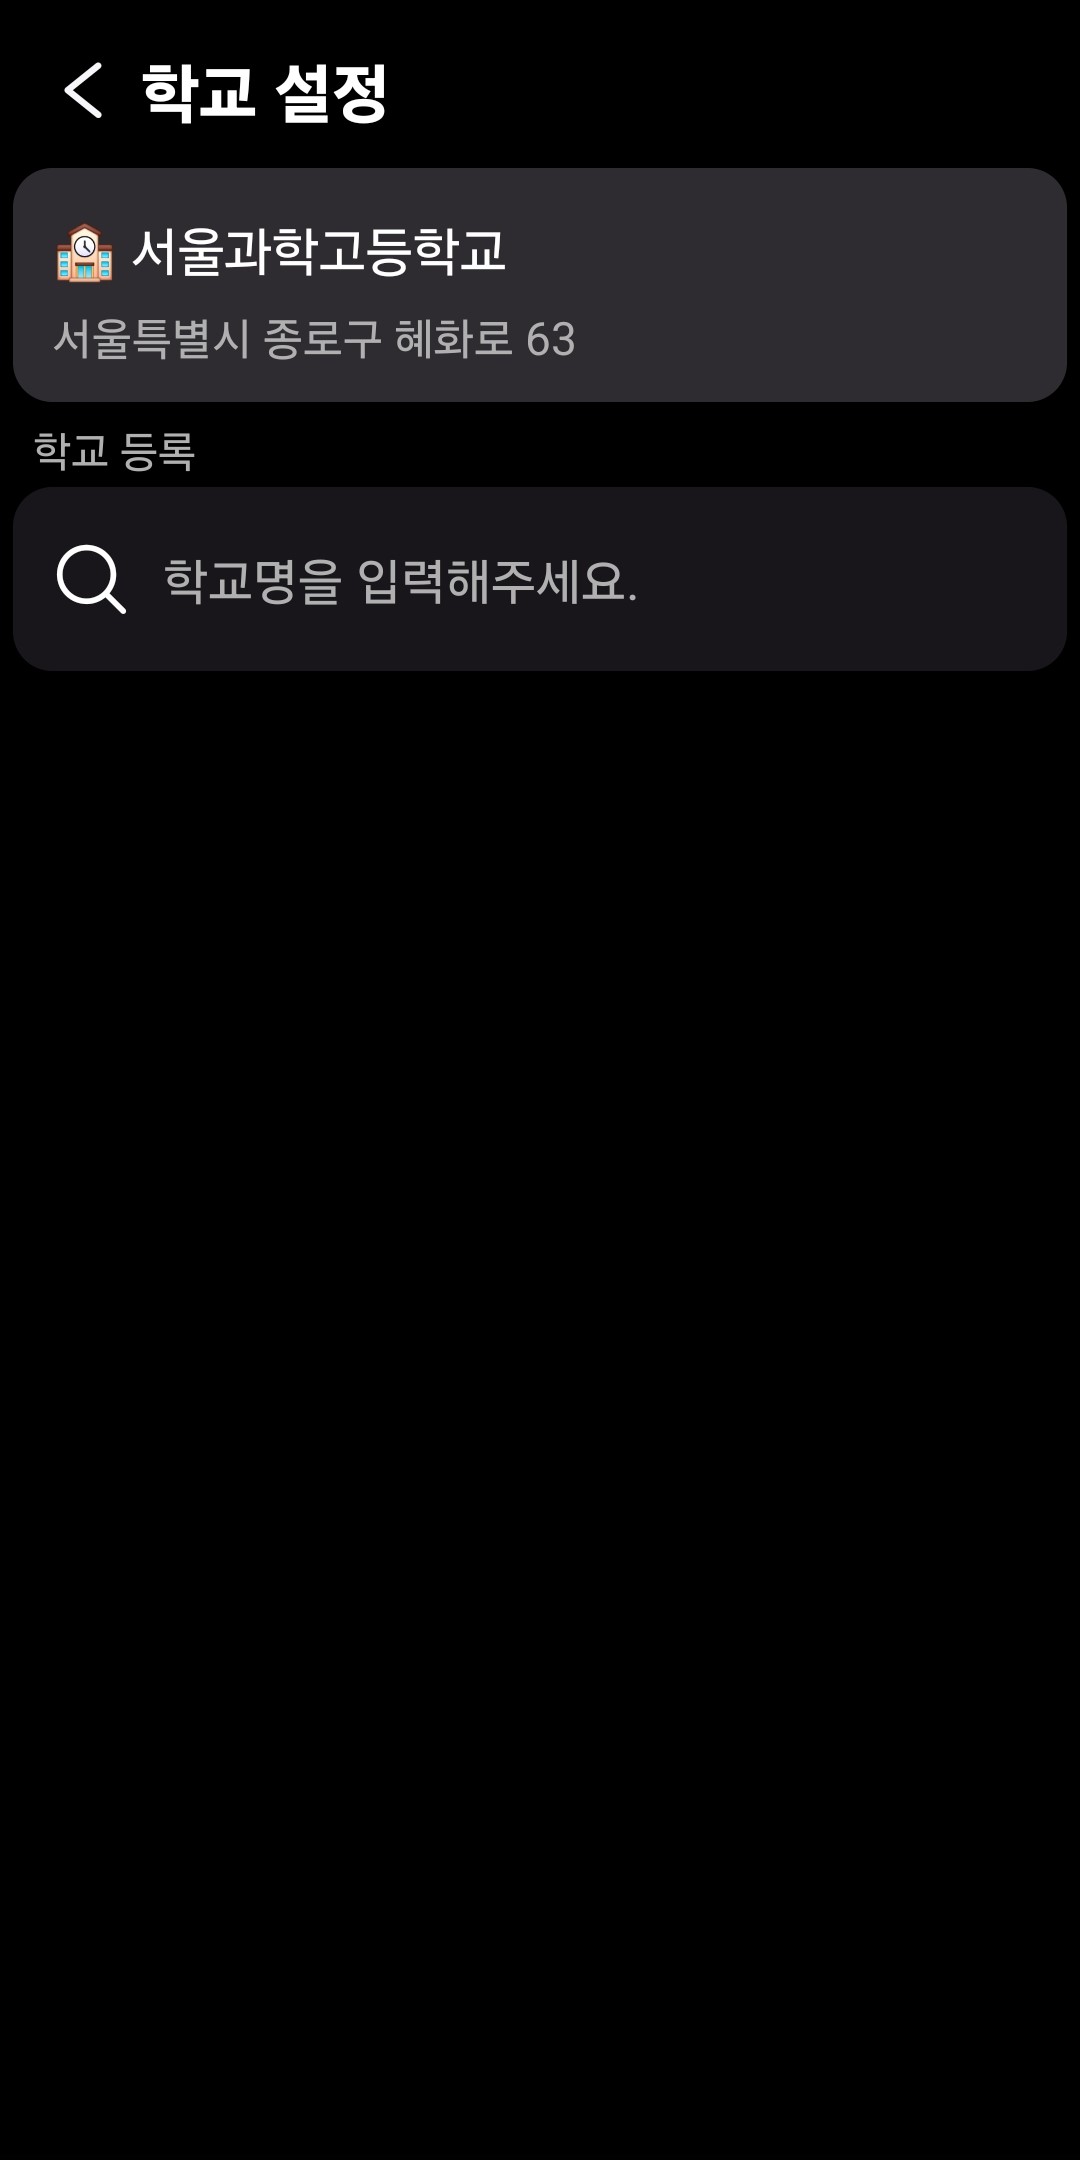 학교 설정
서울과학고등학교
서울특별시 종로구 혜화로 63
학교 등록
학교명을 입력해주세요.